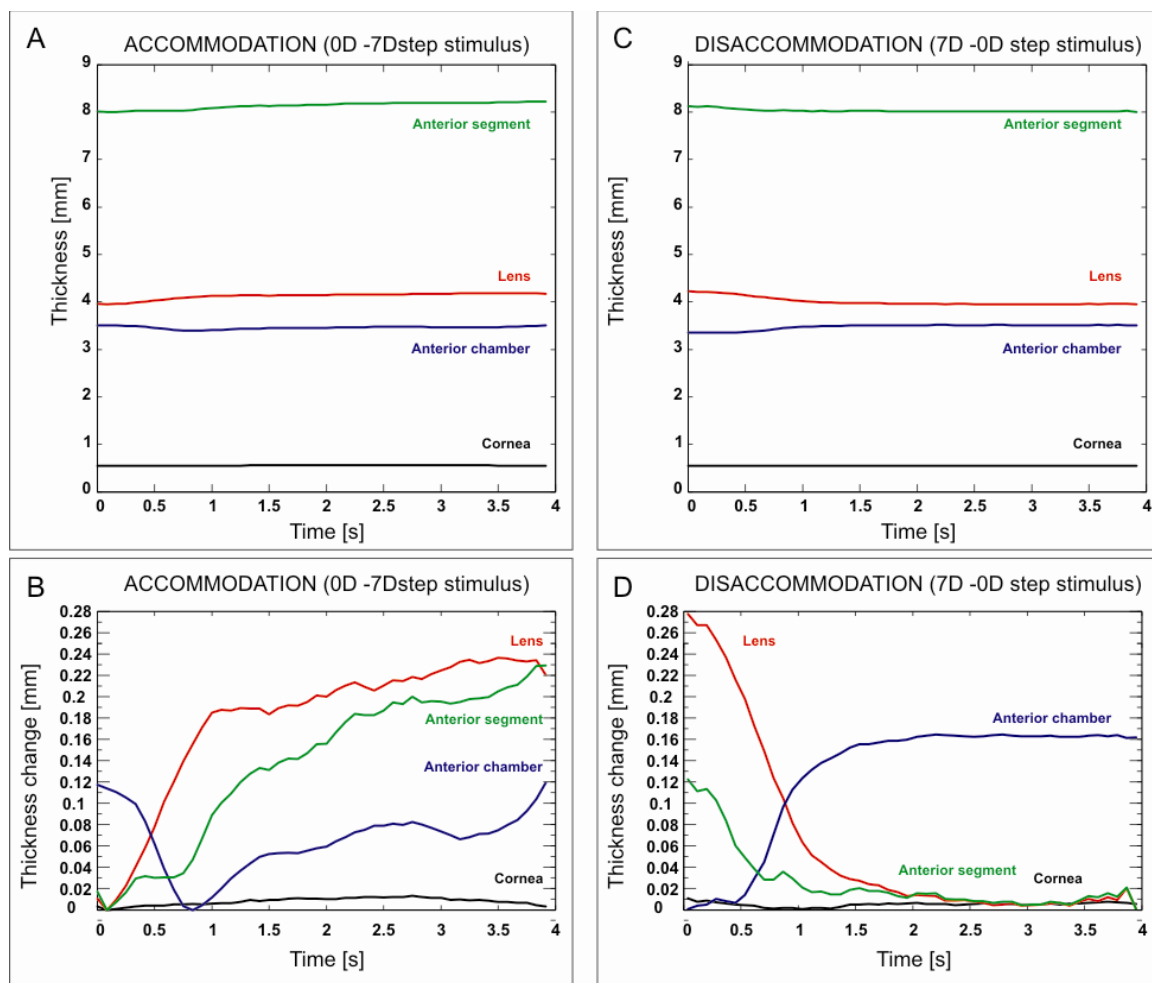 A
ACCOMMODATION (0D -7Dstep stimulus)
9
8
7
6
5
4
3
2
1
0
Thickness [mm]
Anterior segment
Lens
Anterior chamber
Cornea
0 0.5 1 1.5 2 2.5 3 3.5 4
Time [s]
C
DISACCOMMODATION (7D -0D step stimulus)
9
8
7
6
5
4
3
2
1
0
Thickness [mm]
Anterior segment
Lens
Anterior chamber
Cornea
0 0.5 1 1.5 2 2.5 3 3.5 4
Time [s]
B
ACCOMMODATION (0D -7Dstep stimulus)
0.28
0.26
0.24
0.22
0.2
0.18
0.16
0.14
0.12
0.1
0.08
0.06
0.04
0.02
0
Thickness change [mm]
Lens
Anterior segment
Anterior chamber
Cornea
0 0.5 1 1.5 2 2.5 3 3.5 4
Time [s]
D
DISACCOMMODATION (7D -0D step stimulus)
0.28
0.26
0.24
0.22
0.2
0.18
0.16
0.14
0.12
0.1
0.08
0.06
0.04
0.02
0
Thickness change [mm]
Lens
Anterior chamber
Anterior segment
Cornea
0 0.5 1 1.5 2 2.5 3 3.5 4
Time [s]